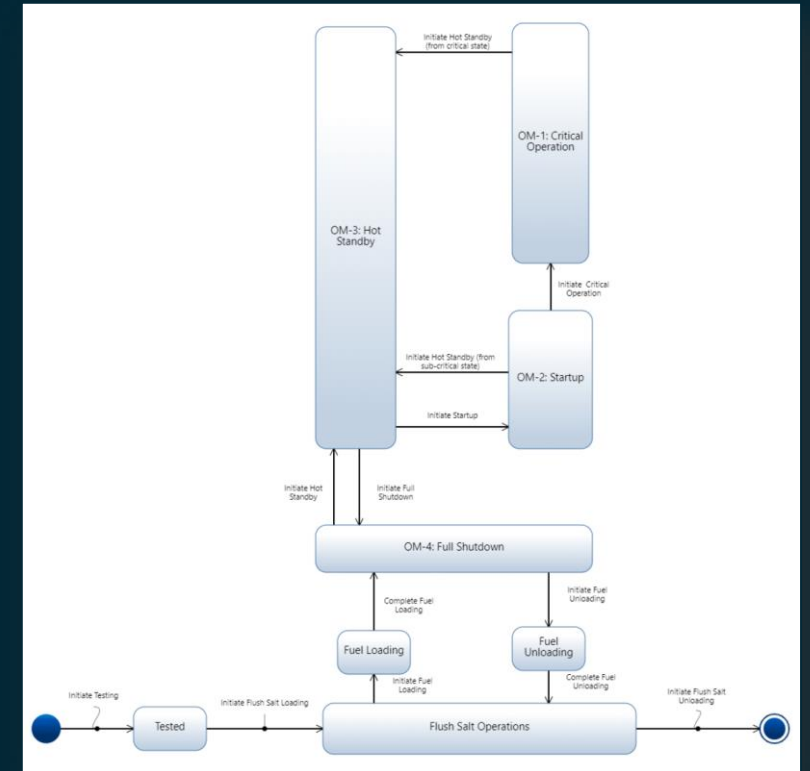 Initiate Hot Standby
(from critical state)
OM-1: Critical
Operation
OM-3: Hot
Standby
Initiate Critical
Operation
Initiate Hot Standby (from
sub-critical state)
OM-2: Startup
Initiate Startup
Initiate Hot
Standby
Initiate Full
Shutdown
OM-4: Full Shutdown
Complete Fuel
Loading
Initiate Fuel
Unloading
Fuel Loading
Fuel
Unloading
Initiate Fuel
Loading
Complete Fuel
Unloading
Initiate Testing
Tested
Initiate Flush Salt Loading
Flush Salt Operations
Initiate Flush Salt
Unloading